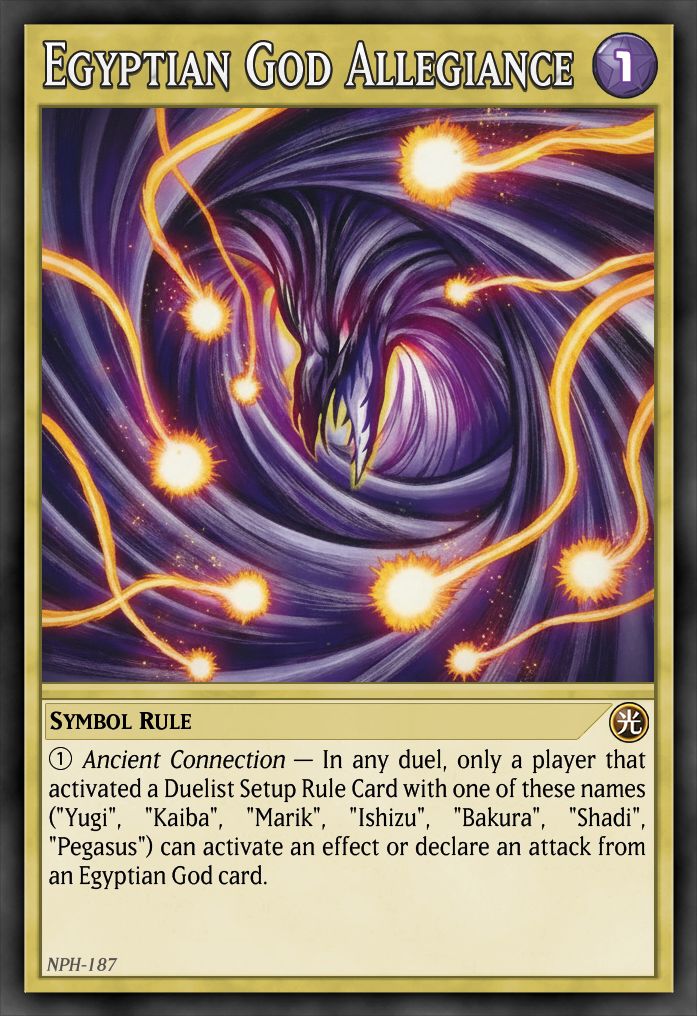 Egyptian God Allegiance
1
Symbol Rule
光
① Ancient Connection — In any duel, only a player that
activated a Duelist Setup Rule Card with one of these names
("Yugi", "Kaiba", "Marik", "Ishizu", "Bakura", "Shadi",
"Pegasus") can activate an effect or declare an attack from
an Egyptian God card.
NPH-187